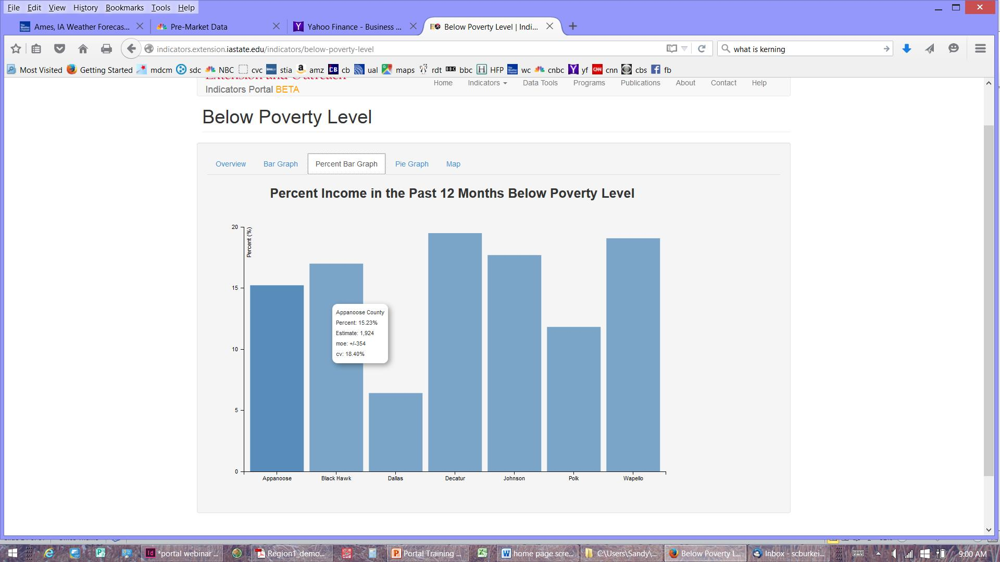 File Edit View History Bookmarks Tools Help
Ames, IA Weather Forecas... Pre-Market Data Yahoo Finance - Business ... Below Poverty Level | Indi...
indicators.extension.iastate.edu/indicators/below-poverty-level what is kerning
Most Visited Getting Started mdcm sdc NBC cvc stia amz cb ual maps rdt bbc HFP wc cnbc yf cnn cbs fb
Extension and Outreach
Indicators Portal BETA
Home Indicators Data Tools Programs Publications About Contact Help
Below Poverty Level
Overview Bar Graph Percent Bar Graph Pie Graph Map
Percent Income in the Past 12 Months Below Poverty Level
Percent (%)
20
15
10
5
0
Appanoose County
Percent: 15.23%
Estimate: 1,924
moe: +/-354
cv: 18.40%
Appanoose Black Hawk Dallas Decatur Johnson Polk Wapello
*portal webinar ... Region1_demo... Portal Training ... home page scre... C:\Users\Sandy\... Below Poverty L... Inbox - scburkei... 9:00 AM